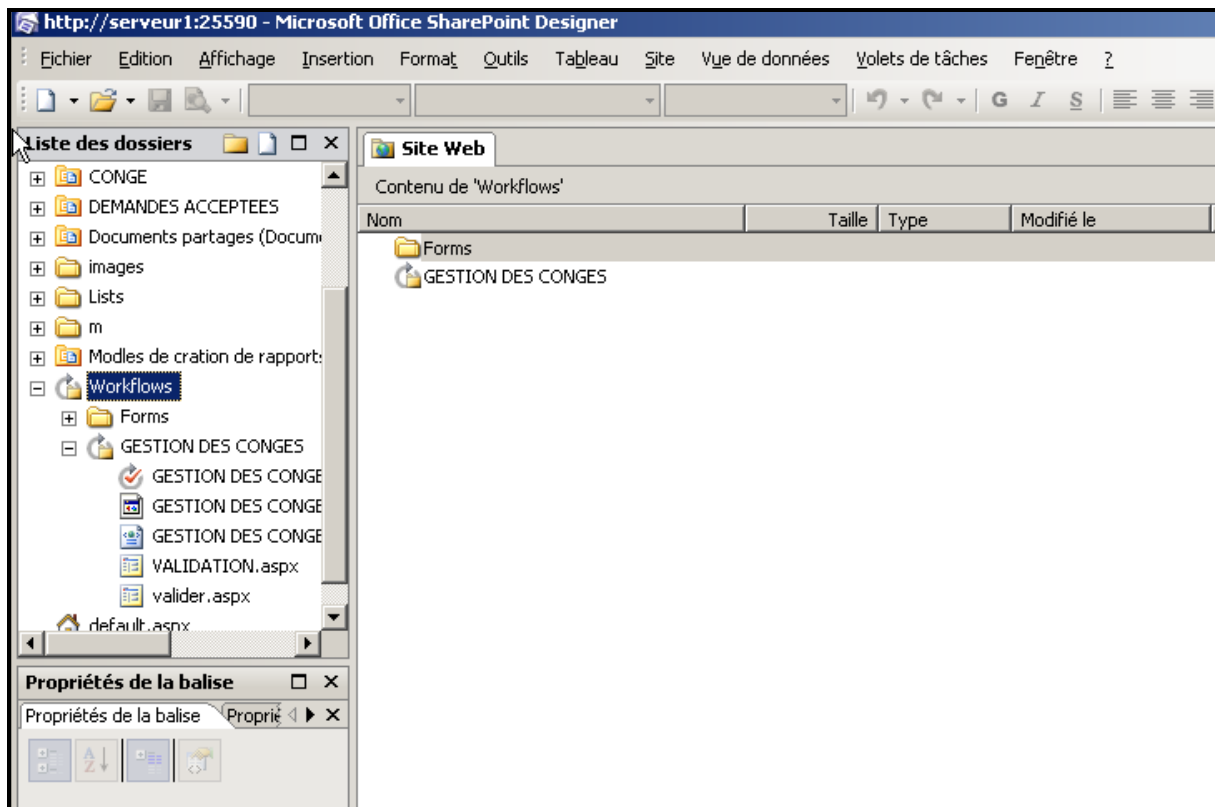 http://serveur1:25590 - Microsoft Office SharePoint Designer
Fichier Edition Affichage Insertion Format Outils Tableau Site Vue de données Volets de tâches Fenêtre ?
G I S
Liste des dossiers
CONGE
DEMANDES ACCEPTEES
Documents partages (Docum
images
Lists
m
Modles de cration de rapports
Workflows
Forms
GESTION DES CONGES
GESTION DES CONGE
GESTION DES CONGE
GESTION DES CONGE
VALIDATION.aspx
valider.aspx
default.aspx
Site Web
Contenu de 'Workflows'
Nom Taille Type Modifié le
Forms
GESTION DES CONGES
Propriétés de la balise
Propriétés de la balise Proprié